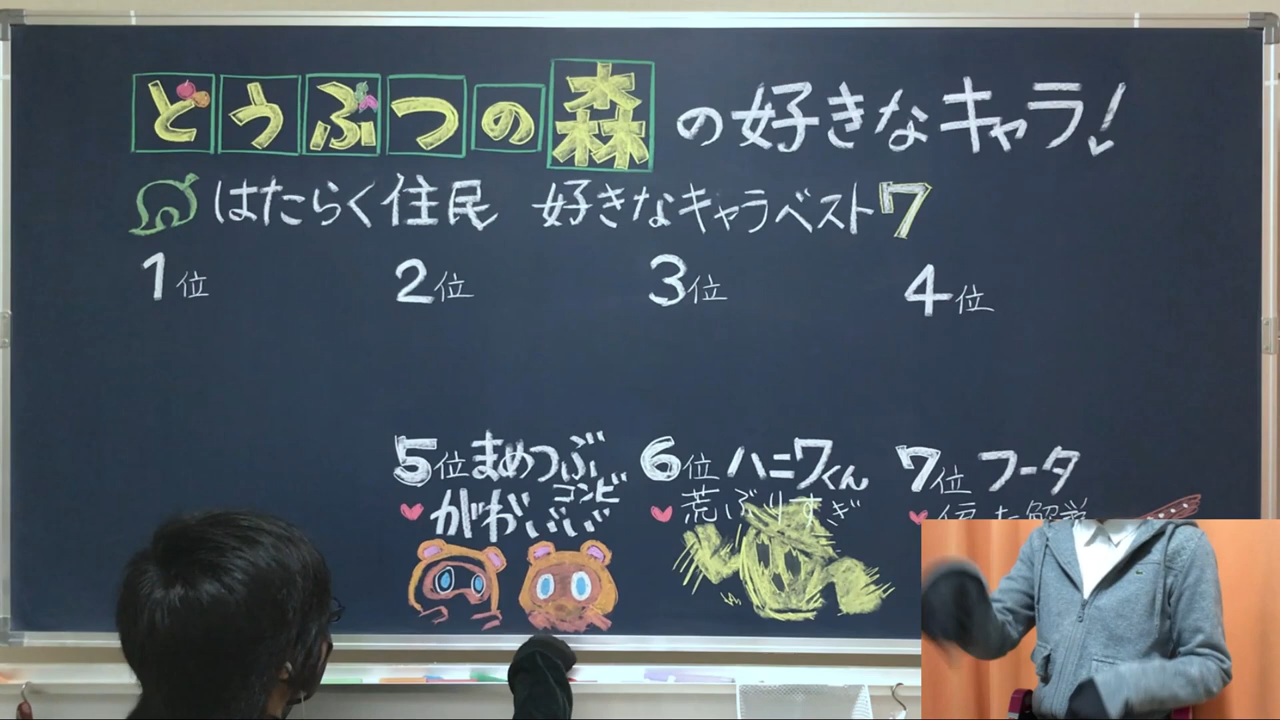 どうぶつの森の好きなキャラ!
はたらく住民 好きなキャラベスト7
1位
2位
3位
4位
5位まめつぶ
コンビ
がわいいい
6位ハニワくん
荒ぶりすぎ
7位フータ